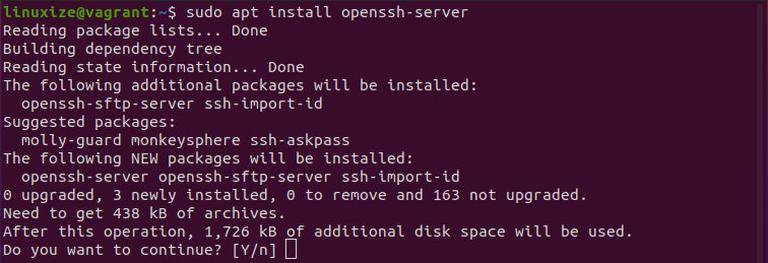 linuxize@vagrant:~$ sudo apt install openssh-server
Reading package lists... Done
Building dependency tree
Reading state information... Done
The following additional packages will be installed:
  openssh-sftp-server ssh-import-id
Suggested packages:
  molly-guard monkeysphere ssh-askpass
The following NEW packages will be installed:
  openssh-server openssh-sftp-server ssh-import-id
0 upgraded, 3 newly installed, 0 to remove and 163 not upgraded.
Need to get 438 kB of archives.
After this operation, 1,726 kB of additional disk space will be used.
Do you want to continue? [Y/n]